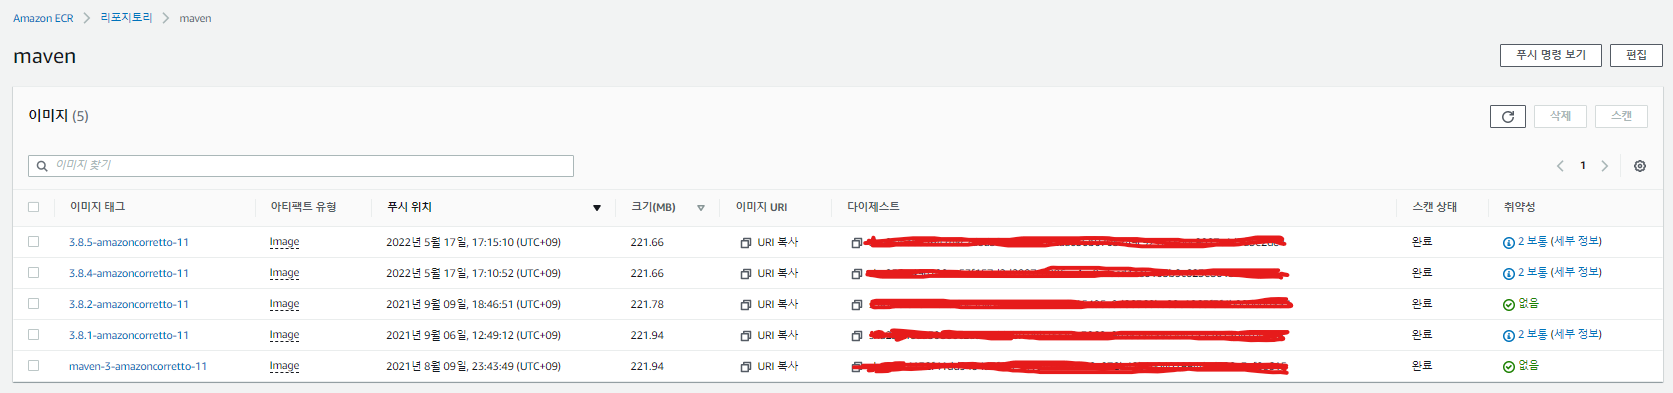 Amazon ECR > 리포지토리 > maven
maven
푸시 명령 보기 편집
이미지 (5)
삭제 스캔
이미지 찾기
1
이미지 태그 아티팩트 유형 푸시 위치 크기(MB) 이미지 URI 다이제스트 스캔 상태 취약성
3.8.5-amazoncorretto-11 Image 2022년 5월 17일, 17:15:10 (UTC+09) 221.66 URI 복사 완료 2 보통 (세부 정보)
3.8.4-amazoncorretto-11 Image 2022년 5월 17일, 17:10:52 (UTC+09) 221.66 URI 복사 완료 2 보통 (세부 정보)
3.8.2-amazoncorretto-11 Image 2021년 9월 09일, 18:46:51 (UTC+09) 221.78 URI 복사 완료 없음
3.8.1-amazoncorretto-11 Image 2021년 9월 06일, 12:49:12 (UTC+09) 221.94 URI 복사 완료 2 보통 (세부 정보)
maven-3-amazoncorretto-11 Image 2021년 8월 09일, 23:43:49 (UTC+09) 221.94 URI 복사 완료 없음